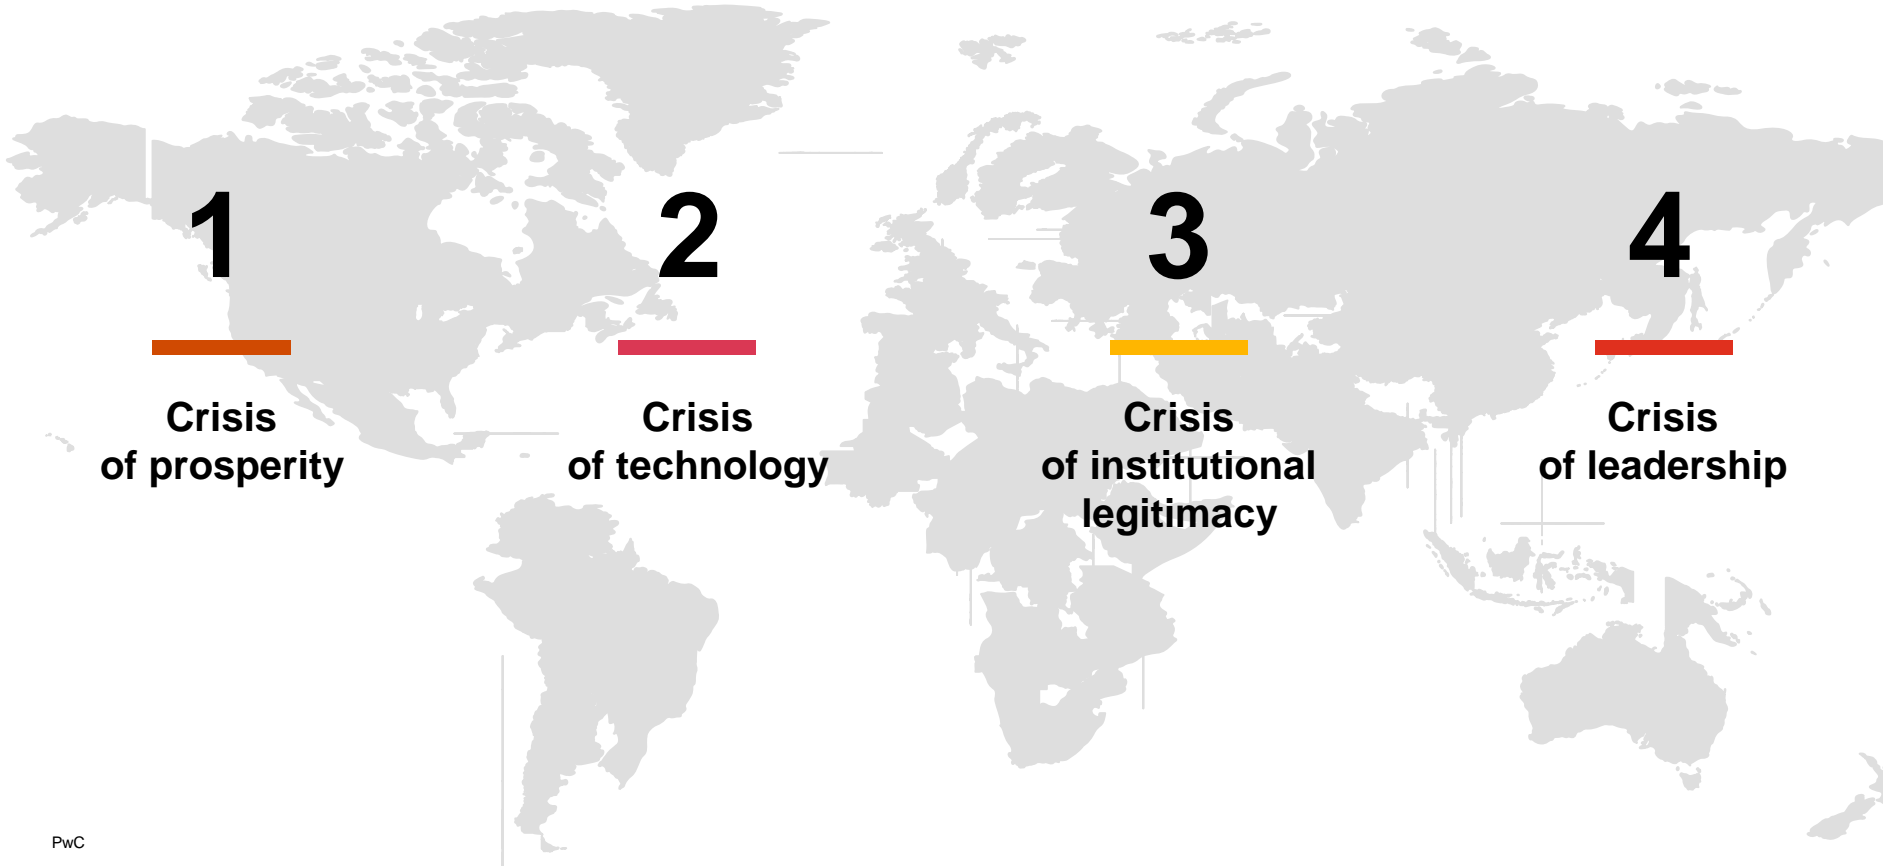 1
Crisis
of prosperity
2
Crisis
of technology
3
Crisis
of institutional
legitimacy
4
Crisis
of leadership
PwC